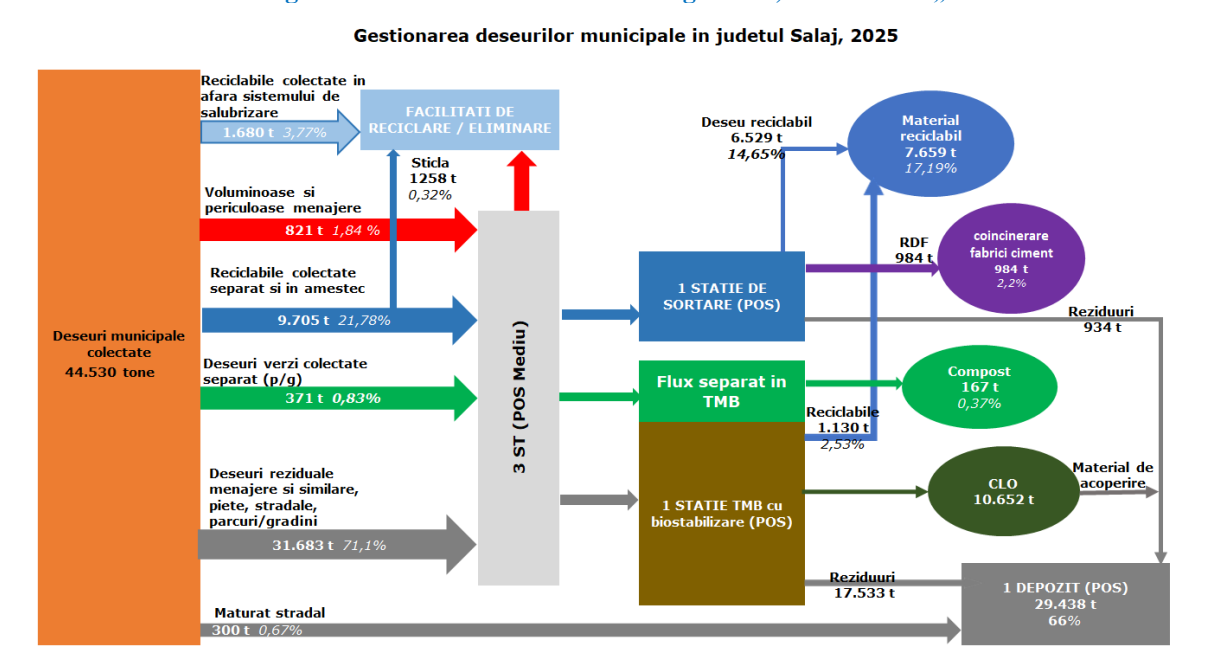 Gestionarea deseurilor municipale in judetul Salaj, 2025
Deseuri municipale
colectate
44.530 tone
Reciclabile colectate in
afara sistemului de
salubrizare
1.680 t 3,77%
FACILITATI DE
RECICLARE / ELIMINARE
Sticla
1258 t
0,32%
Voluminoase si
periculoase menajere
821 t 1,84 %
Reciclabile colectate
separat si in amestec
9.705 t 21,78%
Deseuri verzi colectate
separat (p/g)
371 t 0,83%
Deseuri reziduale
menajere si similare,
piete, stradale,
parcuri/gradini
31.683 t 71,1%
Maturat stradal
300 t 0,67%
3 ST (POS Mediu)
1 STATIE DE
SORTARE (POS)
Flux separat in
TMB
1 STATIE TMB cu
biostabilizare (POS)
Deseu reciclabil
6.529 t
14,65%
Material
reciclabil
7.659 t
17,19%
RDF
984 t
coincinerare
fabrici ciment
984 t
2,2%
Reziduuri
934 t
Compost
167 t
0,37%
Reciclabile
1.130 t
2,53%
CLO
10.652 t
Material de
acoperire
Reziduuri
17.533 t
1 DEPOZIT (POS)
29.438 t
66%